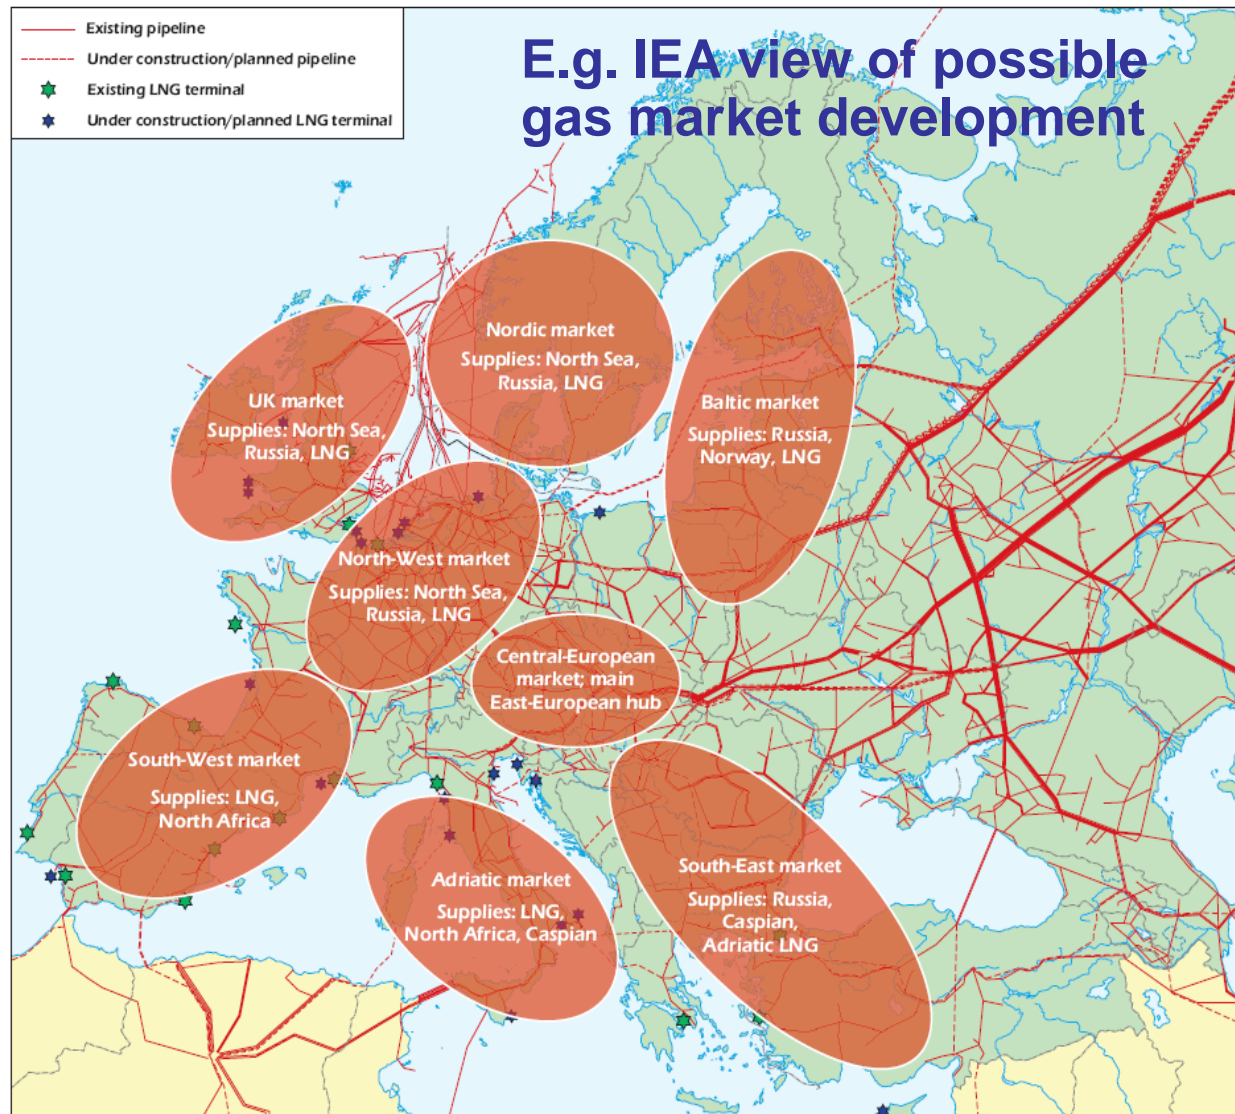 Existing pipeline
Under construction/planned pipeline
Existing LNG terminal
Under construction/planned LNG terminal
E.g. IEA view of possible
gas market development
Nordic market
Supplies: North Sea,
Russia, LNG
UK market
Supplies: North Sea,
Russia, LNG
Baltic market
Supplies: Russia,
Norway, LNG
North-West market
Supplies: North Sea,
Russia, LNG
Central-European
market; main
East-European hub
South-West market
Supplies: LNG,
North Africa
Adriatic market
Supplies: LNG,
North Africa, Caspian
South-East market
Supplies: Russia,
Caspian,
Adriatic LNG